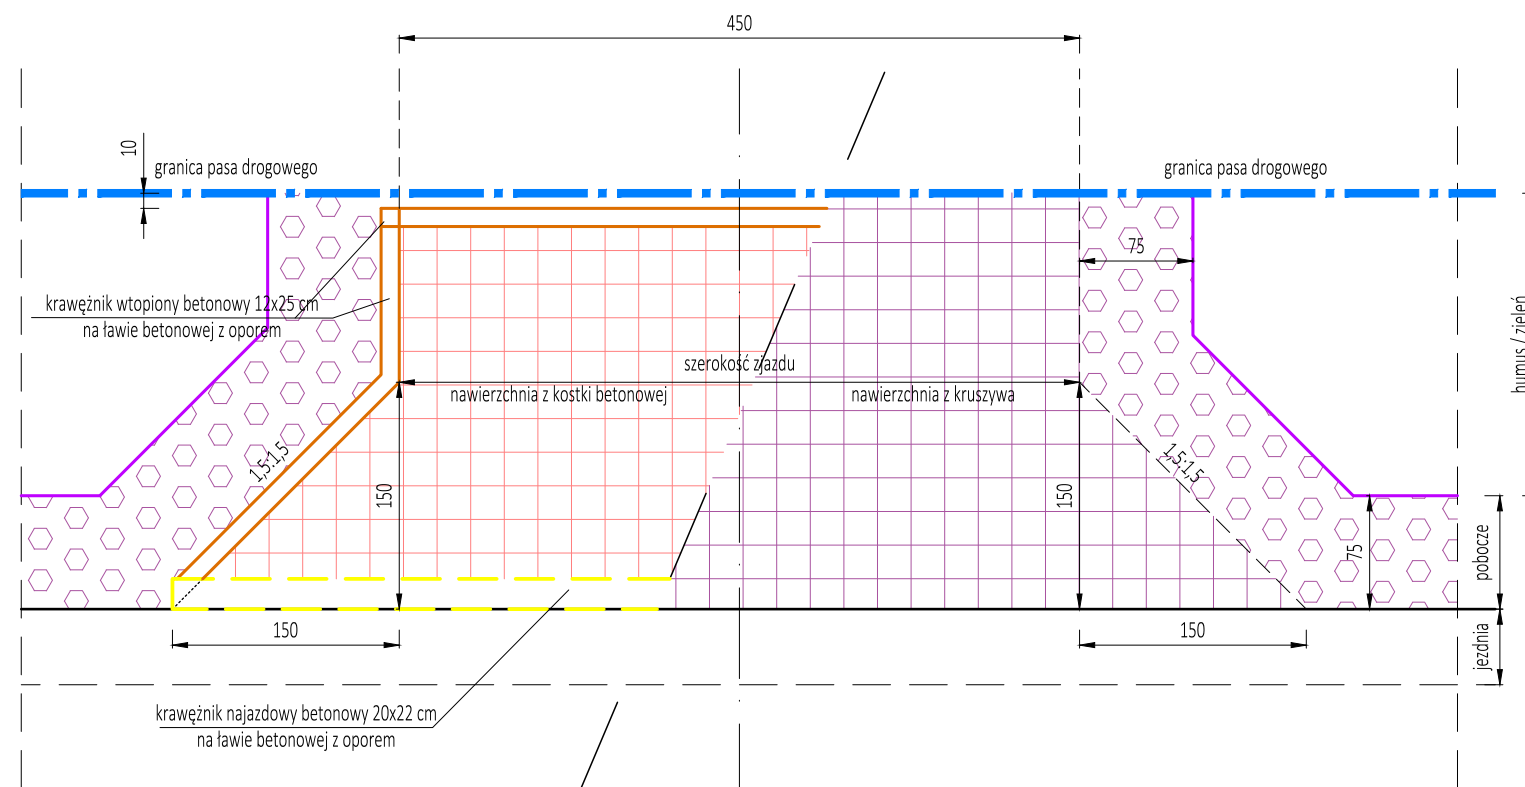 450
10
granica pasa drogowego
granica pasa drogowego
75
krawężnik wtopiony betonowy 12x25 cm
na ławie betonowej z oporem
szerokość zjazdu
nawierzchnia z kostki betonowej
nawierzchnia z kruszywa
humus / zieleń
1,5:1,5
1,5:1,5
150
150
75
pobocze
150
150
jezdnia
krawężnik najazdowy betonowy 20x22 cm
na ławie betonowej z oporem